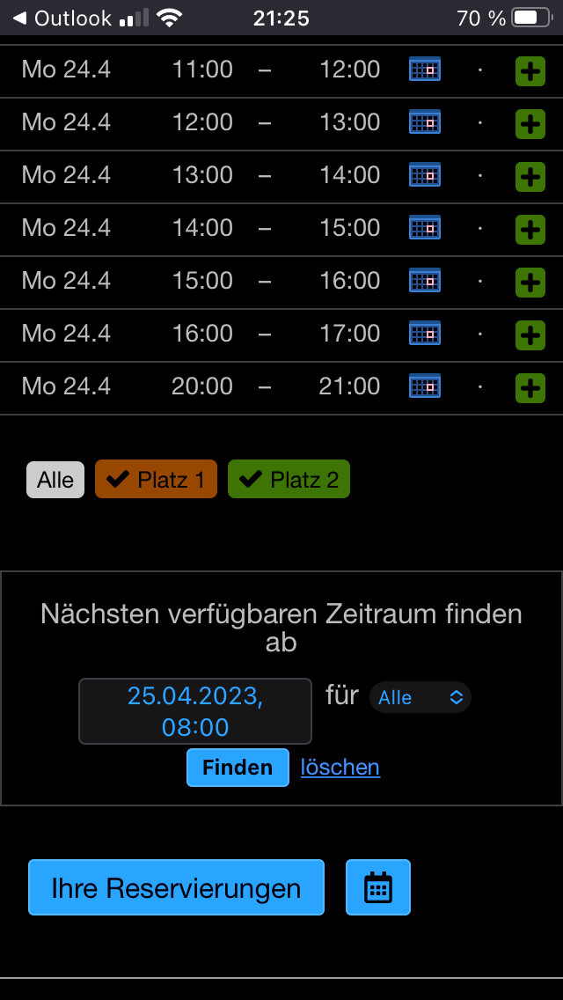 Outlook 21:25 70 %
Mo 24.4 11:00 – 12:00
Mo 24.4 12:00 – 13:00
Mo 24.4 13:00 – 14:00
Mo 24.4 14:00 – 15:00
Mo 24.4 15:00 – 16:00
Mo 24.4 16:00 – 17:00
Mo 24.4 20:00 – 21:00
Alle Platz 1 Platz 2
Nächsten verfügbaren Zeitraum finden
ab
25.04.2023,
08:00
für Alle
Finden löschen
Ihre Reservierungen